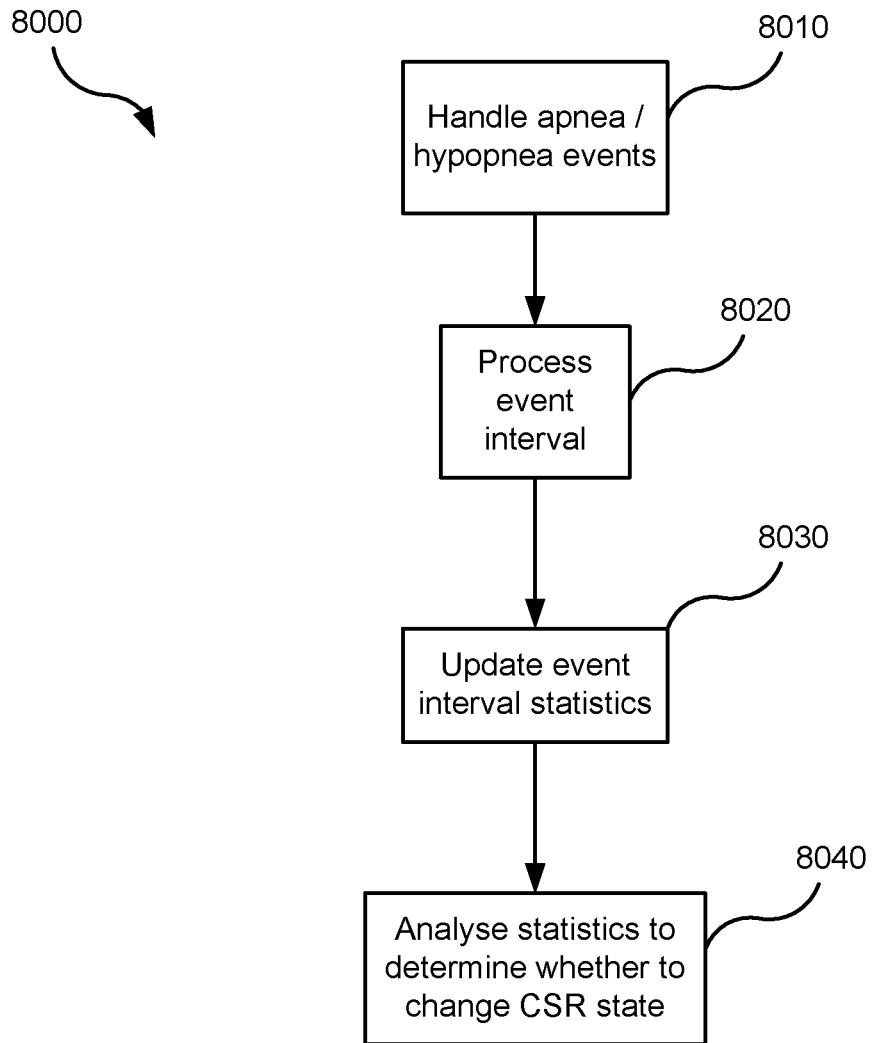 8000
8010
Handle apnea /
hypopnea events
8020
Process
event
interval
8030
Update event
interval statistics
8040
Analyse statistics to
determine whether to
change CSR state